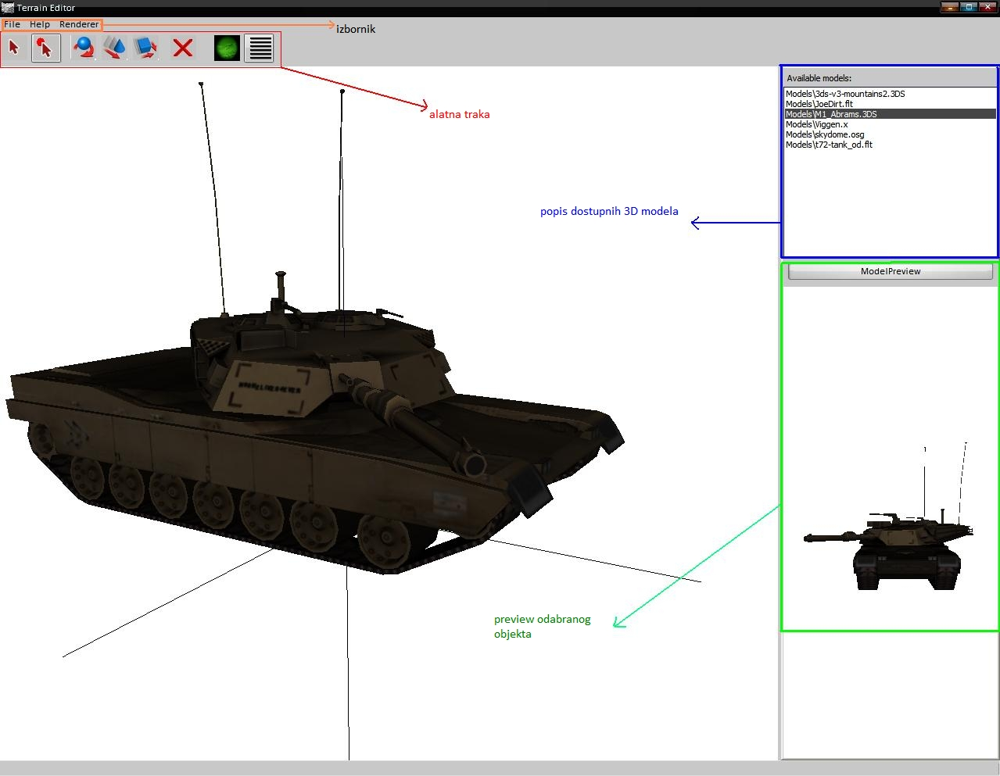 Terrain Editor
File Help Renderer
izbornik
alatna traka
Available models:
Models\3ds-v3-mountains2.3DS
Models\JoeDirt.flt
Models\M1_Abrams.3DS
Models\Viggen.x
Models\skydome.osg
Models\t72-tank_od.flt
popis dostupnih 3D modela
ModelPreview
preview odabranog
objekta